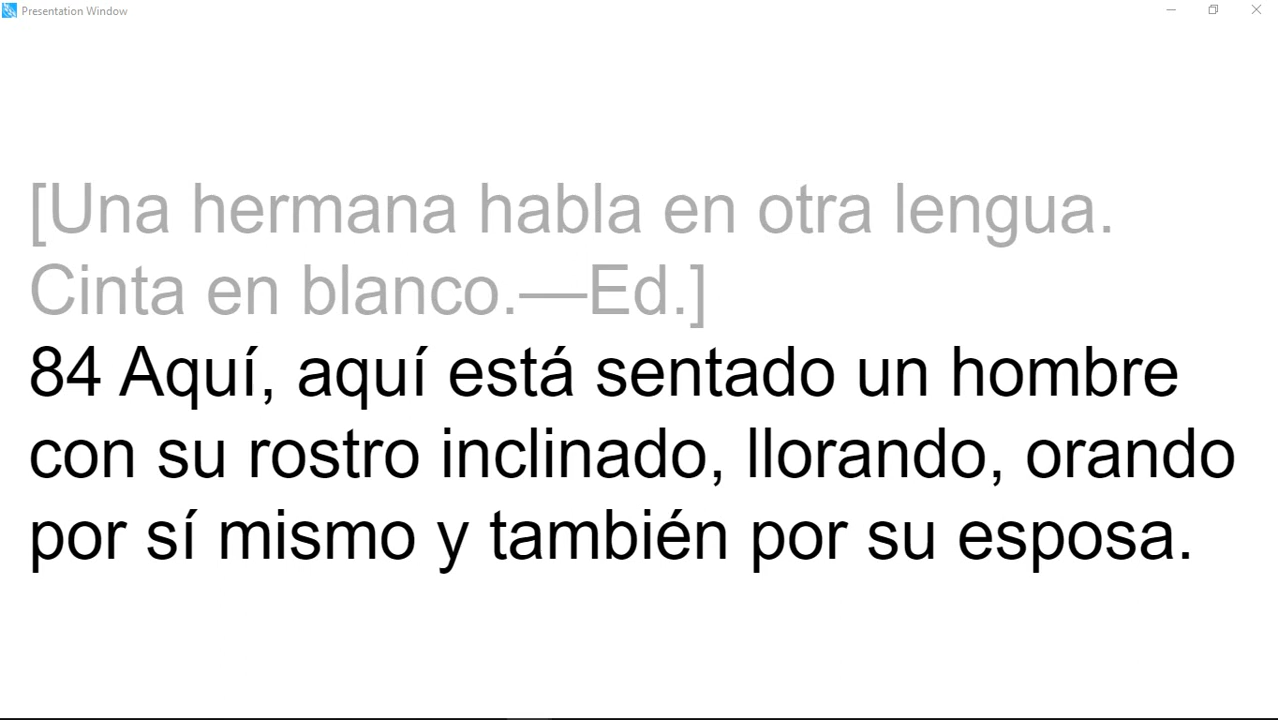 Presentation Window
[Una hermana habla en otra lengua.
Cinta en blanco.—Ed.]
84 Aquí, aquí está sentado un hombre
con su rostro inclinado, llorando, orando
por sí mismo y también por su esposa.